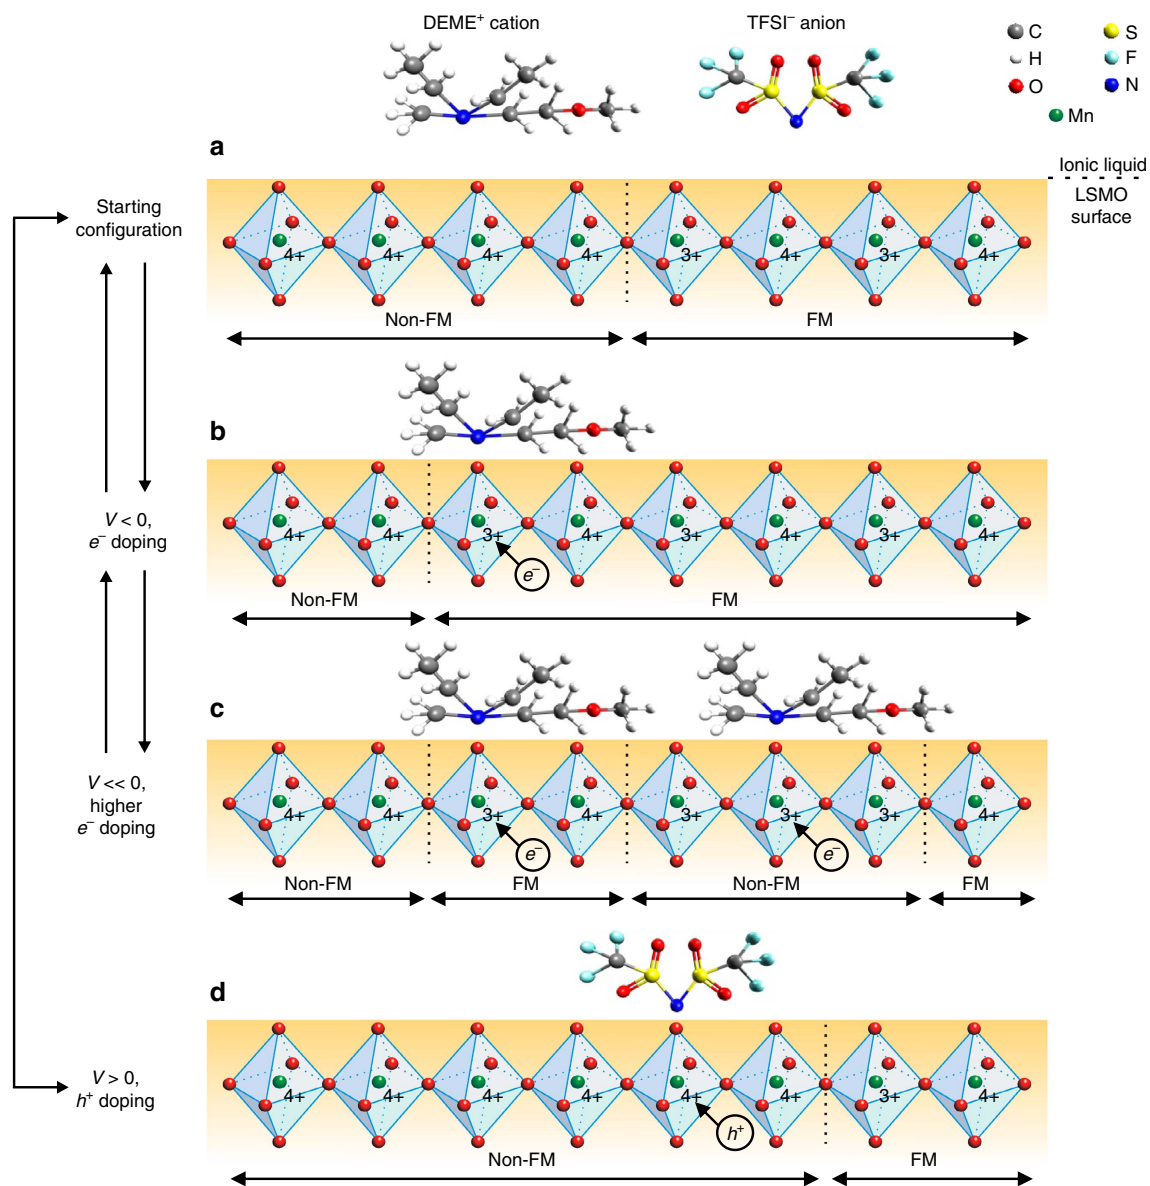 DEME⁺ cation
TFSI⁻ anion
C
S
H
F
O
N
Mn
a
Ionic liquid
LSMO
surface
Starting
configuration
4+ 4+ 4+ 4+ 3+ 4+ 3+ 4+
Non-FM
FM
b
V < 0,
e⁻ doping
4+ 4+ 3+ 4+ 3+ 4+ 3+ 4+
e⁻
Non-FM
FM
c
V << 0,
higher
e⁻ doping
4+ 4+ 3+ 4+ 3+ 3+ 3+ 4+
e⁻
e⁻
Non-FM
FM
Non-FM
FM
d
V > 0,
h⁺ doping
4+ 4+ 4+ 4+ 4+ 4+ 3+ 4+
h⁺
Non-FM
FM